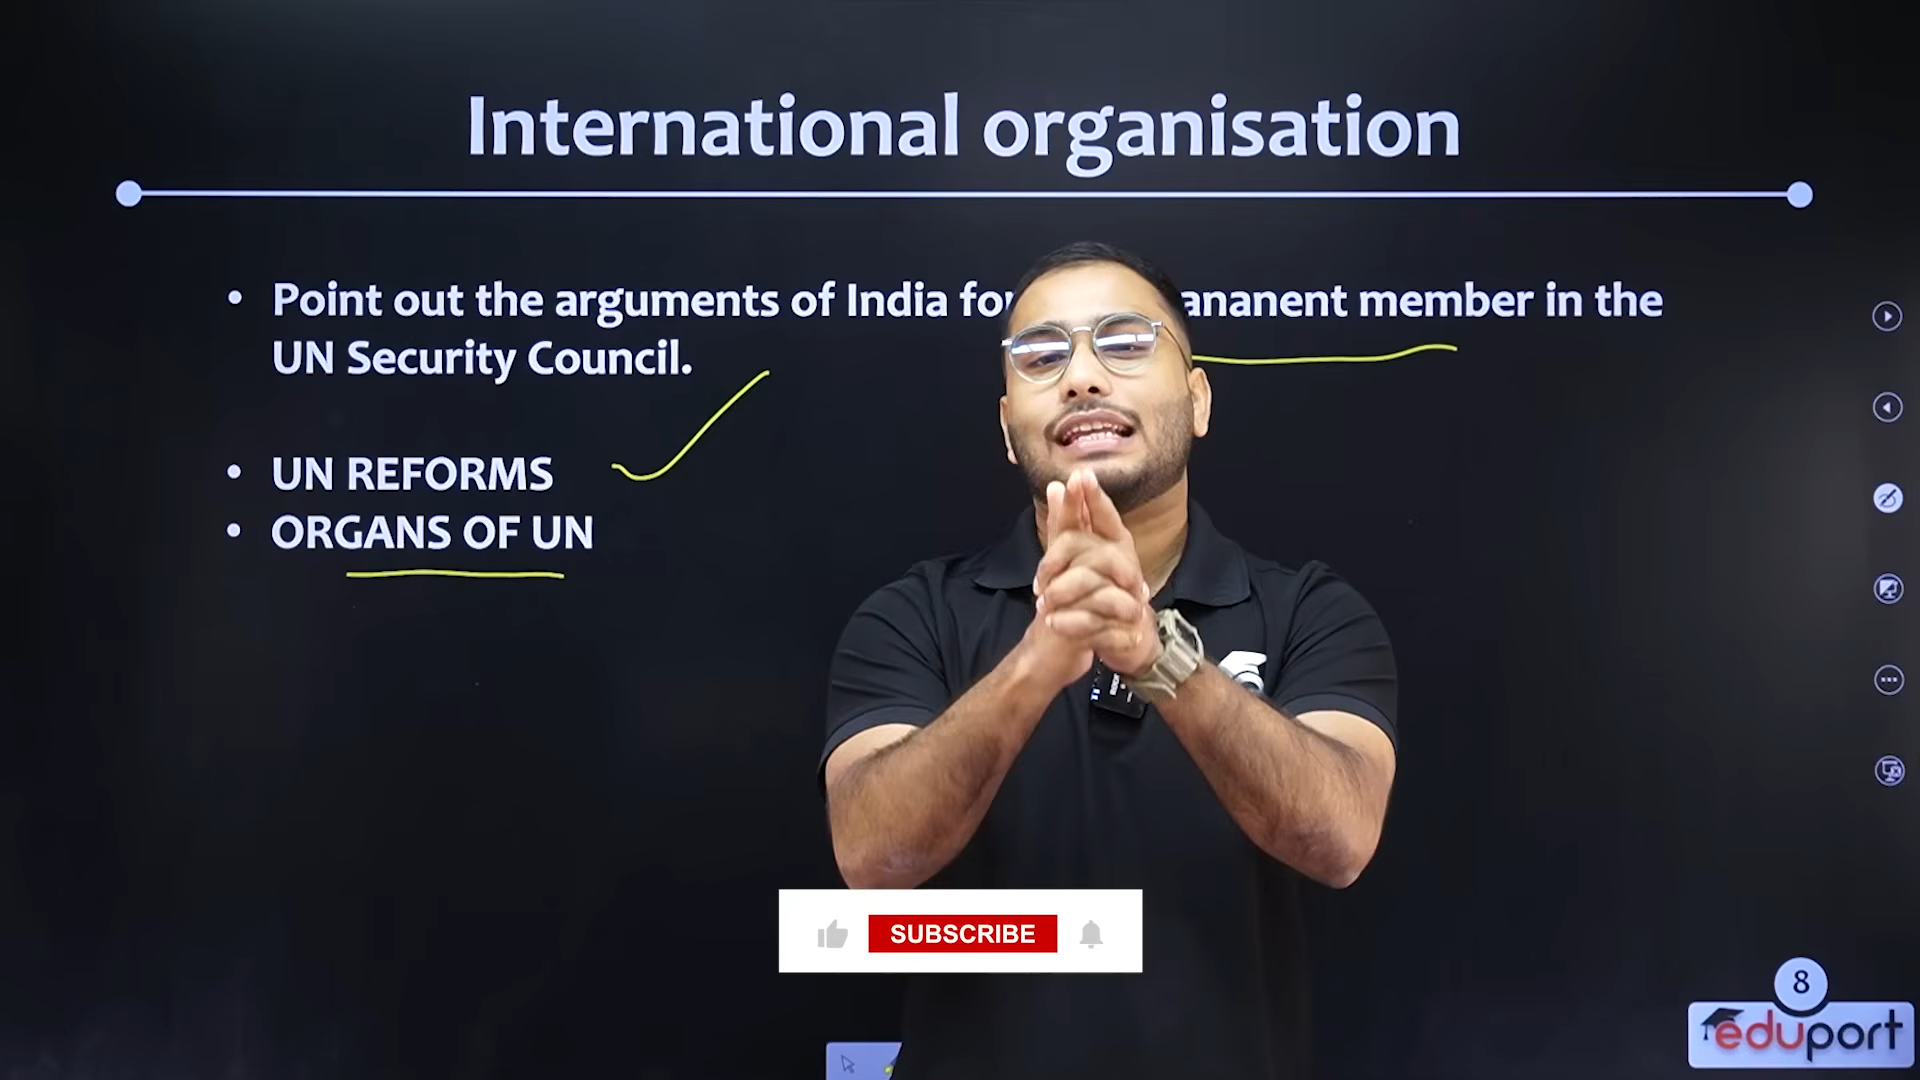 International organisation
• Point out the arguments of India for ananent member in the
UN Security Council.
• UN REFORMS
• ORGANS OF UN
SUBSCRIBE
8
eduport